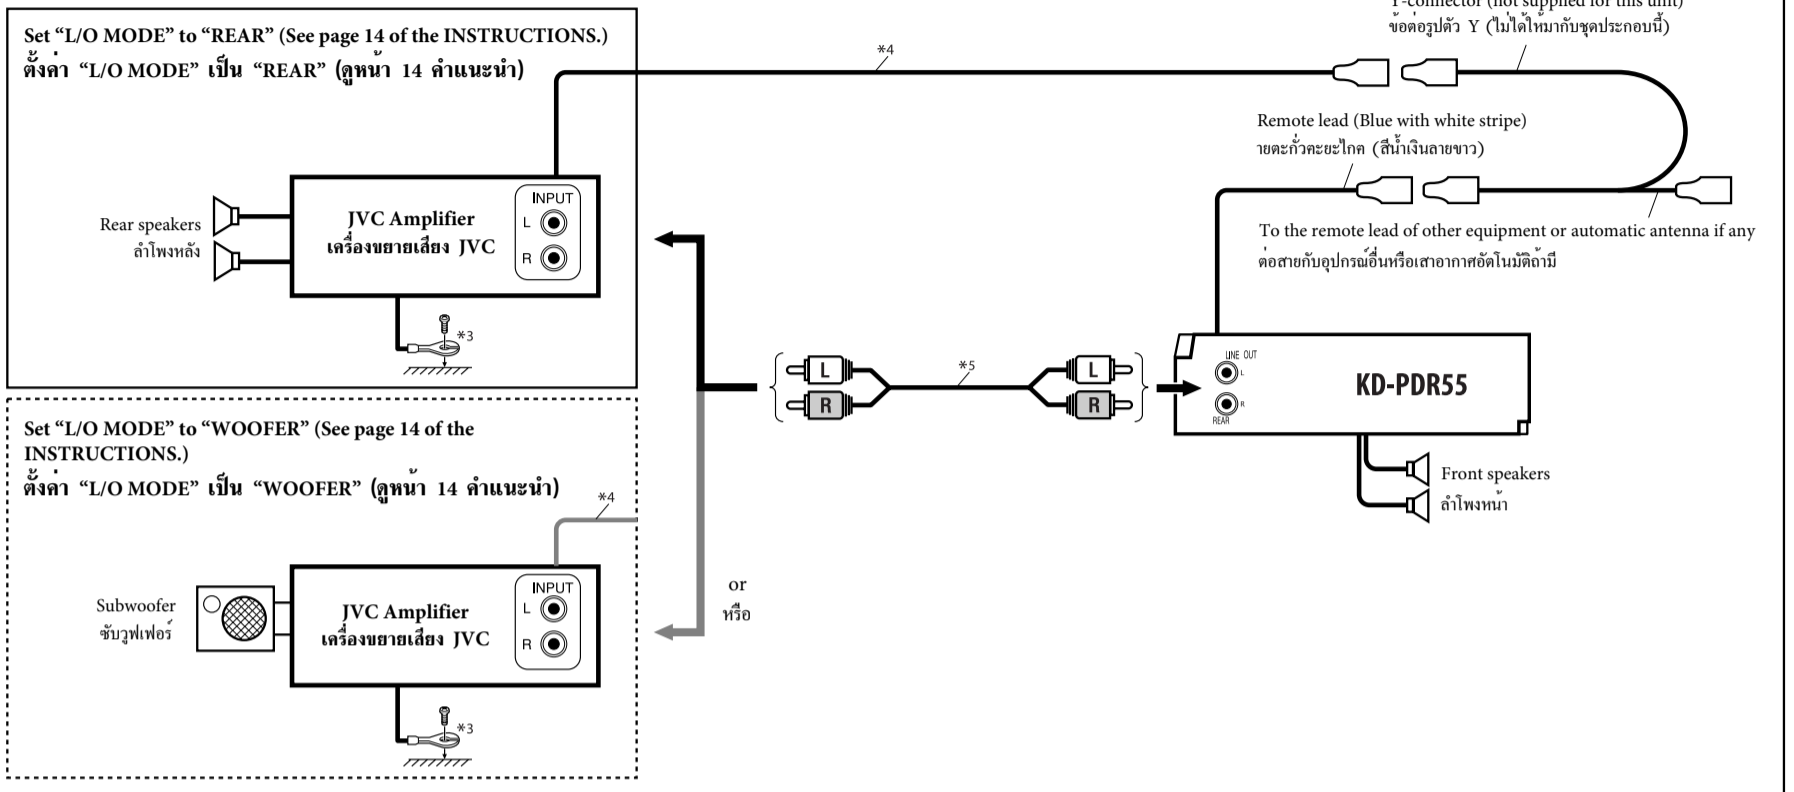 Set “L/O MODE” to “REAR” (See page 14 of the INSTRUCTIONS.)
ตั้งค่า “L/O MODE” เป็น “REAR” (ดูหน้า 14 คำแนะนำ)
Y-connector (not supplied for this unit)
ข้อต่อรูปตัว Y (ไม่ได้ให้มากับชุดประกอบนี้)
*4
Remote lead (Blue with white stripe)
ายตะกั่วคะยะไกค (สีน้ำเงินลายขาว)
Rear speakers
ลำโพงหลัง
JVC Amplifier
เครื่องขยายเสียง JVC
INPUT
L
R
*3
To the remote lead of other equipment or automatic antenna if any
ต่อสายกับอุปกรณ์อื่นหรือเสาอากาศอัตโนมัติถ้ามี
L
R
*5
L
R
LINE OUT
L
R
REAR
KD-PDR55
Front speakers
ลำโพงหน้า
Set “L/O MODE” to “WOOFER” (See page 14 of the
INSTRUCTIONS.)
ตั้งค่า “L/O MODE” เป็น “WOOFER” (ดูหน้า 14 คำแนะนำ)
*4
Subwoofer
ซับวูฟเฟอร์
JVC Amplifier
เครื่องขยายเสียง JVC
INPUT
L
R
*3
or
หรือ